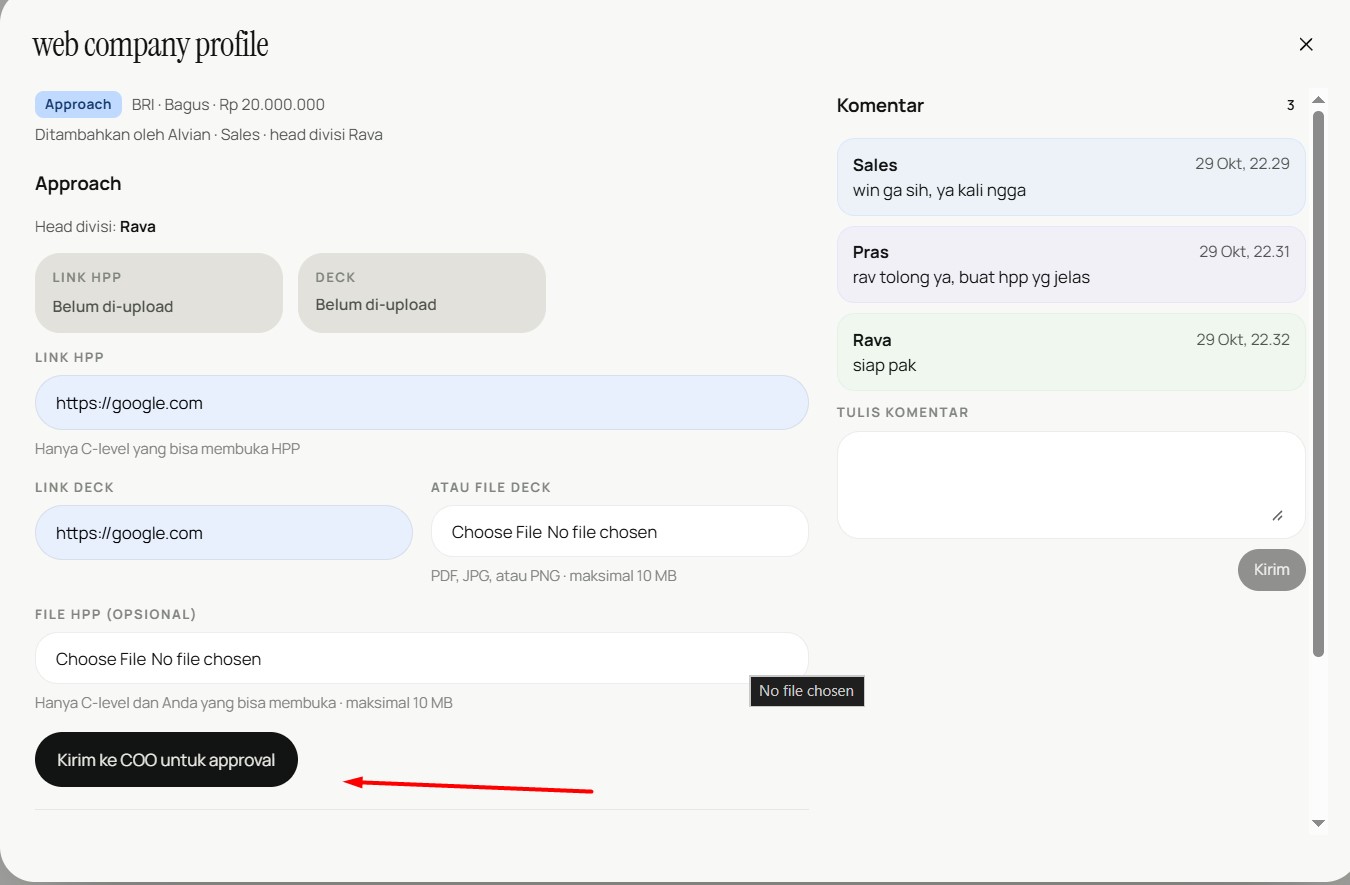 web company profile
Approach BRI · Bagus · Rp 20.000.000
Ditambahkan oleh Alvian · Sales · head divisi Rava
Approach
Head divisi: Rava
LINK HPP
Belum di-upload
DECK
Belum di-upload
LINK HPP
https://google.com
Hanya C-level yang bisa membuka HPP
LINK DECK
https://google.com
ATAU FILE DECK
Choose File No file chosen
PDF, JPG, atau PNG · maksimal 10 MB
FILE HPP (OPSIONAL)
Choose File No file chosen
No file chosen
Hanya C-level dan Anda yang bisa membuka · maksimal 10 MB
Kirim ke COO untuk approval
Komentar 3
Sales 29 Okt, 22.29
win ga sih, ya kali ngga
Pras 29 Okt, 22.31
rav tolong ya, buat hpp yg jelas
Rava 29 Okt, 22.32
siap pak
TULIS KOMENTAR
Kirim